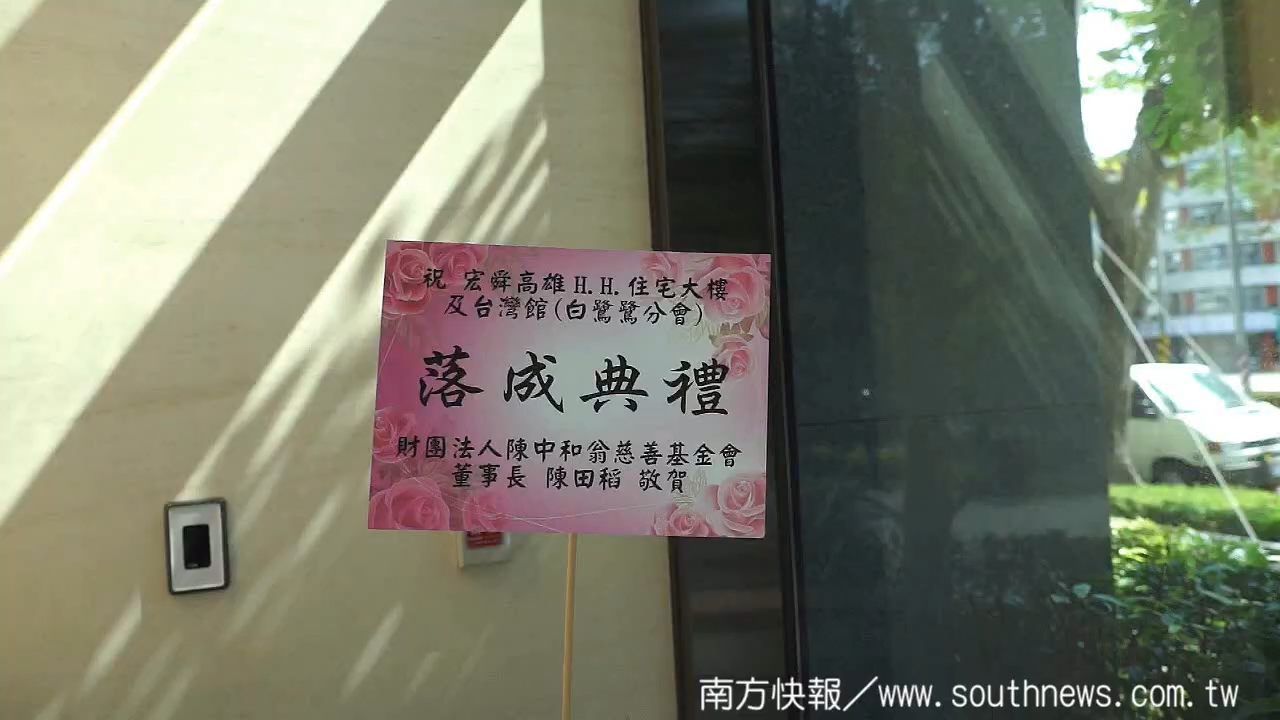 祝 宏舜高雄H.H.住宅大樓
及台灣館(白鷺鷥分會)
落成典禮
財團法人陳中和翁慈善基金會
董事長 陳田稻 敬賀
南方快報／www.southnews.com.tw